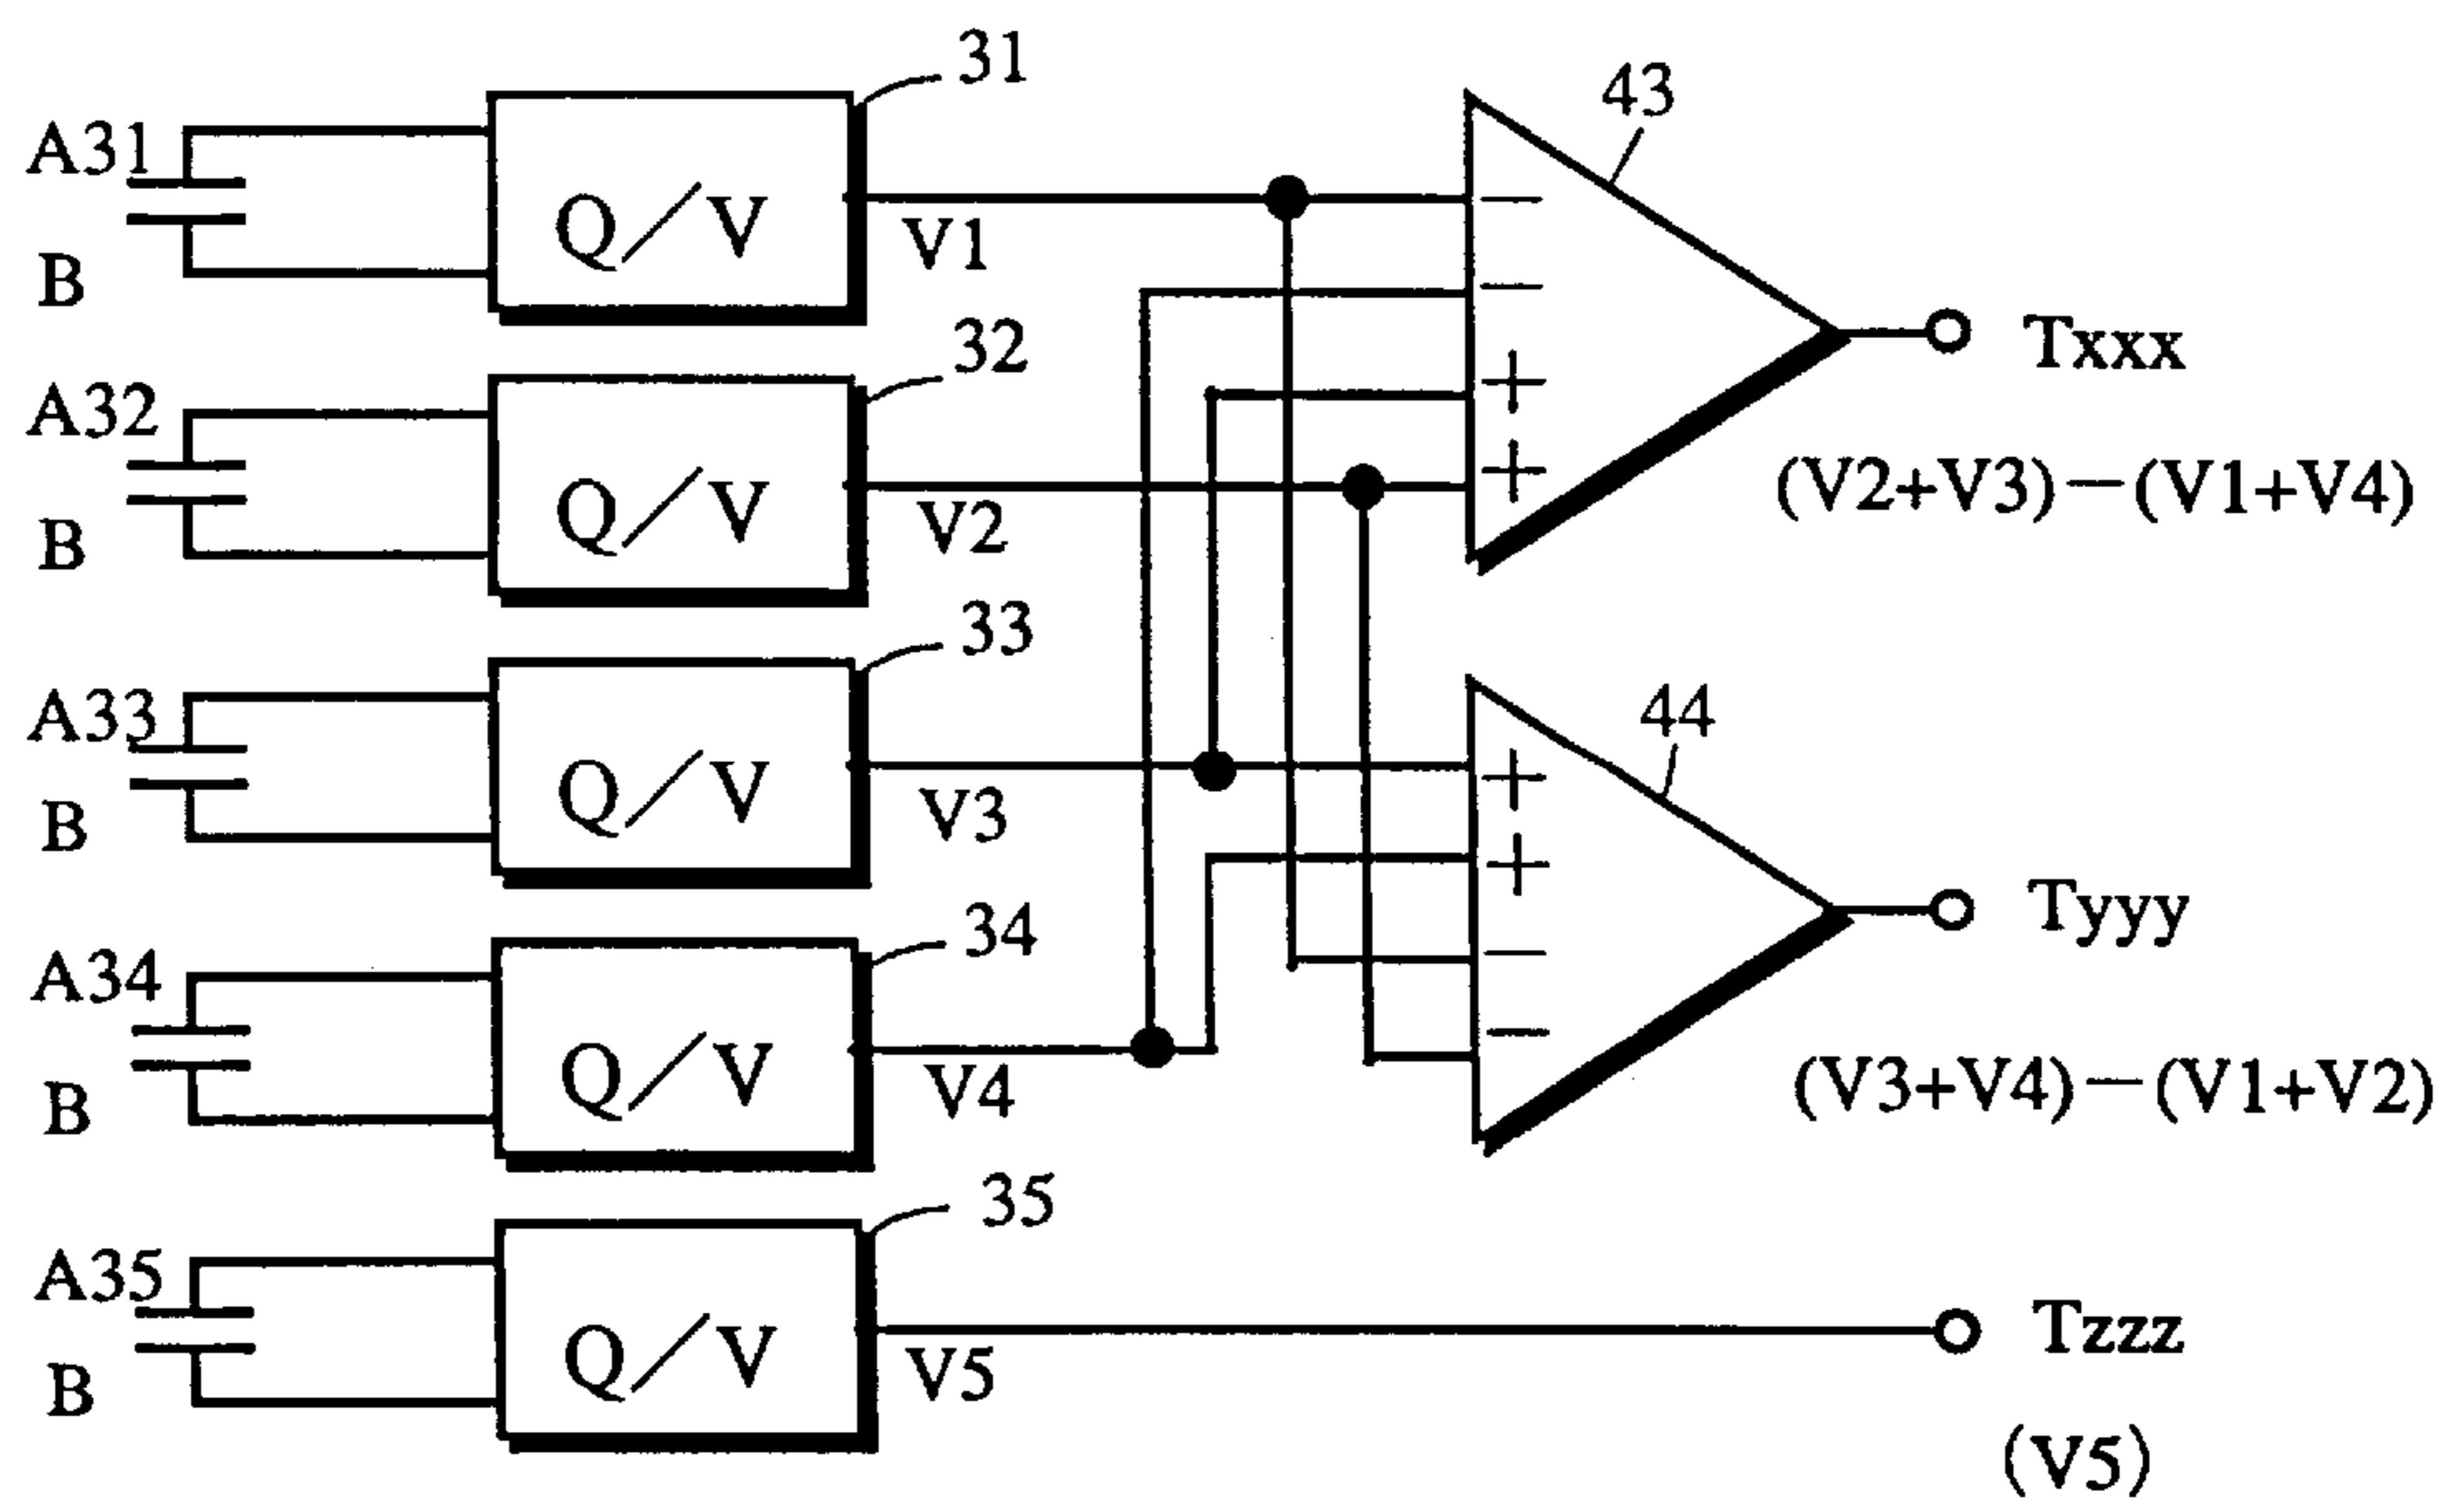 31
A31
Q/V
V1
B
43
−
−
+
+
Txxx
(V2+V3)−(V1+V4)
32
A32
Q/V
V2
B
33
A33
Q/V
V3
B
44
+
+
−
−
Tyyy
(V3+V4)−(V1+V2)
34
A34
Q/V
V4
B
35
A35
Q/V
V5
B
Tzzz
(V5)